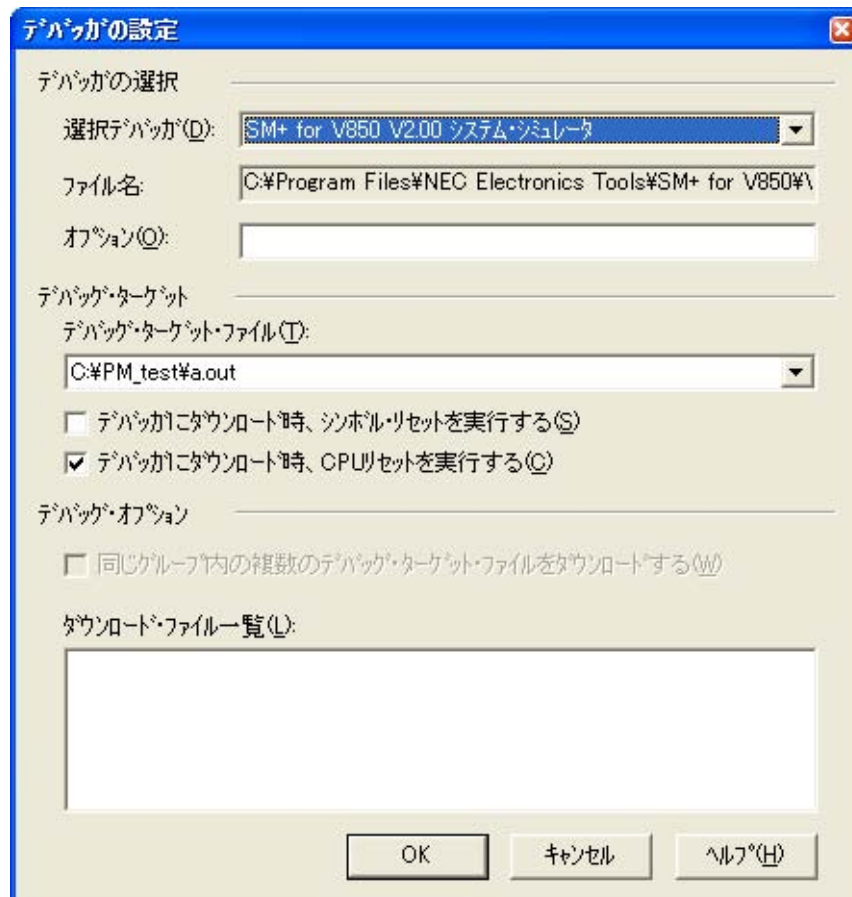 デバッガの設定
デバッガの選択
選択デバッガ(D): SM+ for V850 V2.00 システム・シミュレータ
ファイル名: C:¥Program Files¥NEC Electronics Tools¥SM+ for V850¥\
オプション(O):
デバッグ・ターゲット
デバッグ・ターゲット・ファイル(T):
C:¥PM_test¥a.out
デバッガにダウンロード時、シンボル・リセットを実行する(S)
デバッガにダウンロード時、CPUリセットを実行する(C)
デバッグ・オプション
同じグループ内の複数のデバッグ・ターゲット・ファイルをダウンロードする(W)
ダウンロード・ファイル一覧(L):
OK キャンセル ヘルプ(H)